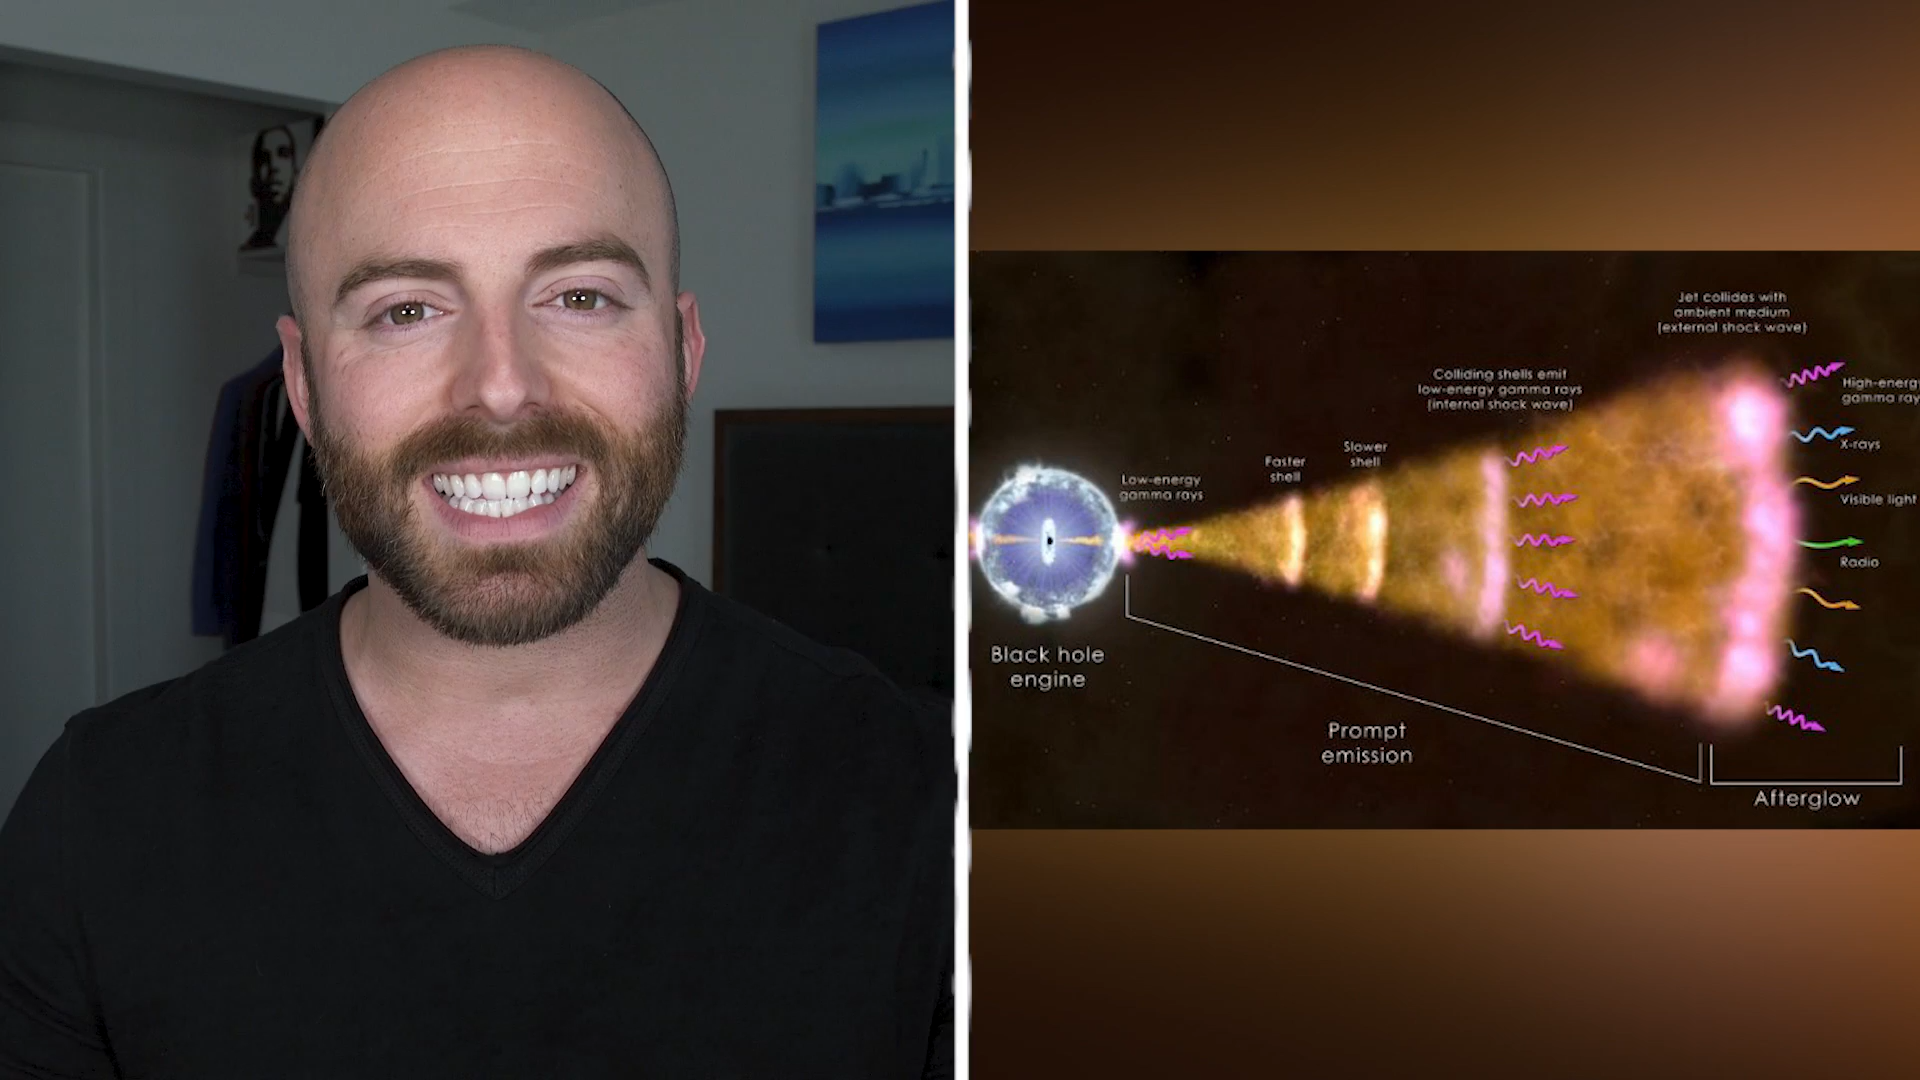 Jet collides with
ambient medium
(external shock wave)
Colliding shells emit
low-energy gamma rays
(internal shock wave)
High-energy
X-rays
Slower
shell
Faster
shell
Low-energy
gamma rays
Visible light
Radio
Black hole
engine
Prompt
emission
Afterglow